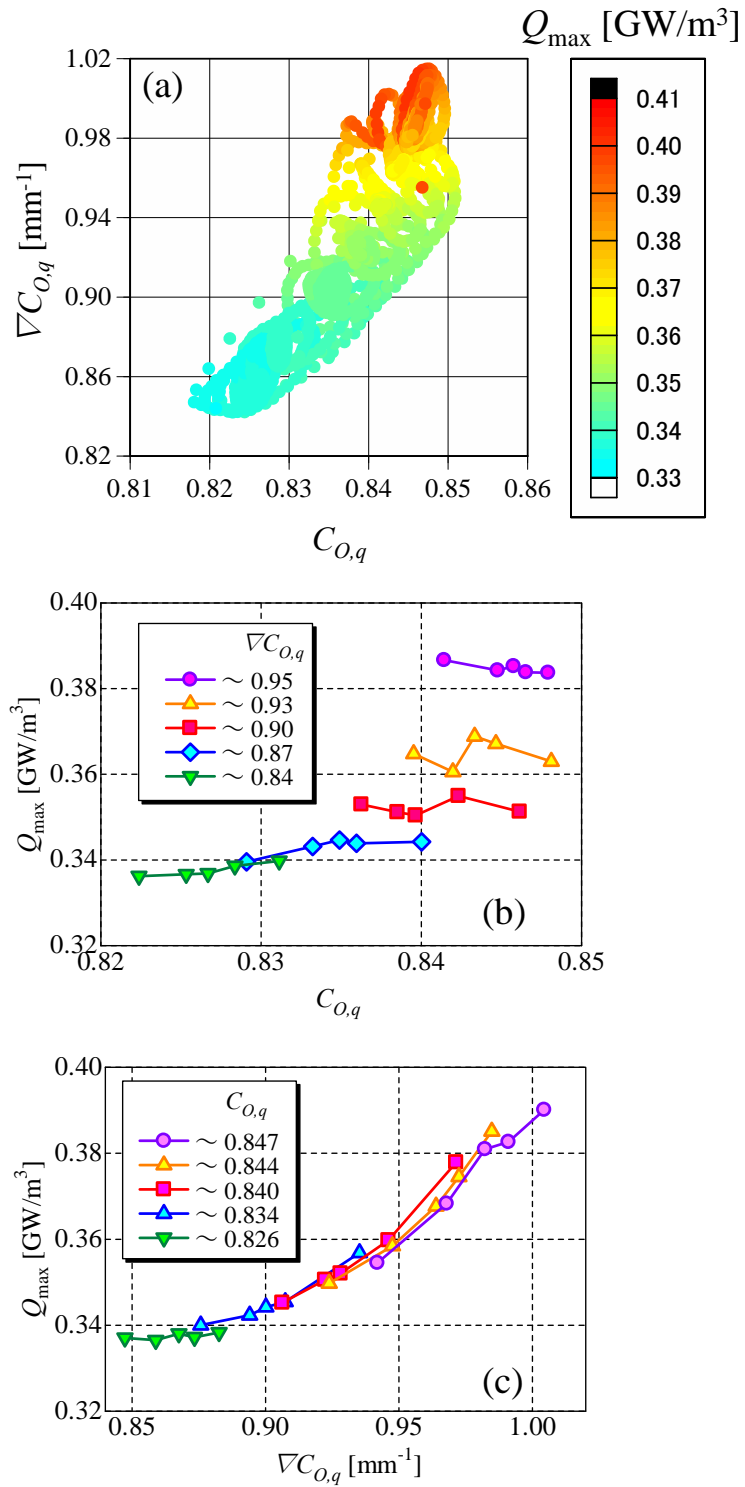 Qmax [GW/m³]
(a)
1.02
0.98
0.94
0.90
0.86
0.82
∇C_O,q [mm⁻¹]
0.81 0.82 0.83 0.84 0.85 0.86
C_O,q
0.41
0.40
0.39
0.38
0.37
0.36
0.35
0.34
0.33
0.40
0.38
0.36
0.34
0.32
Qmax [GW/m³]
∇C_O,q
~ 0.95
~ 0.93
~ 0.90
~ 0.87
~ 0.84
(b)
0.82 0.83 0.84 0.85
C_O,q
0.40
0.38
0.36
0.34
0.32
Qmax [GW/m³]
C_O,q
~ 0.847
~ 0.844
~ 0.840
~ 0.834
~ 0.826
(c)
0.85 0.90 0.95 1.00
∇C_O,q [mm⁻¹]